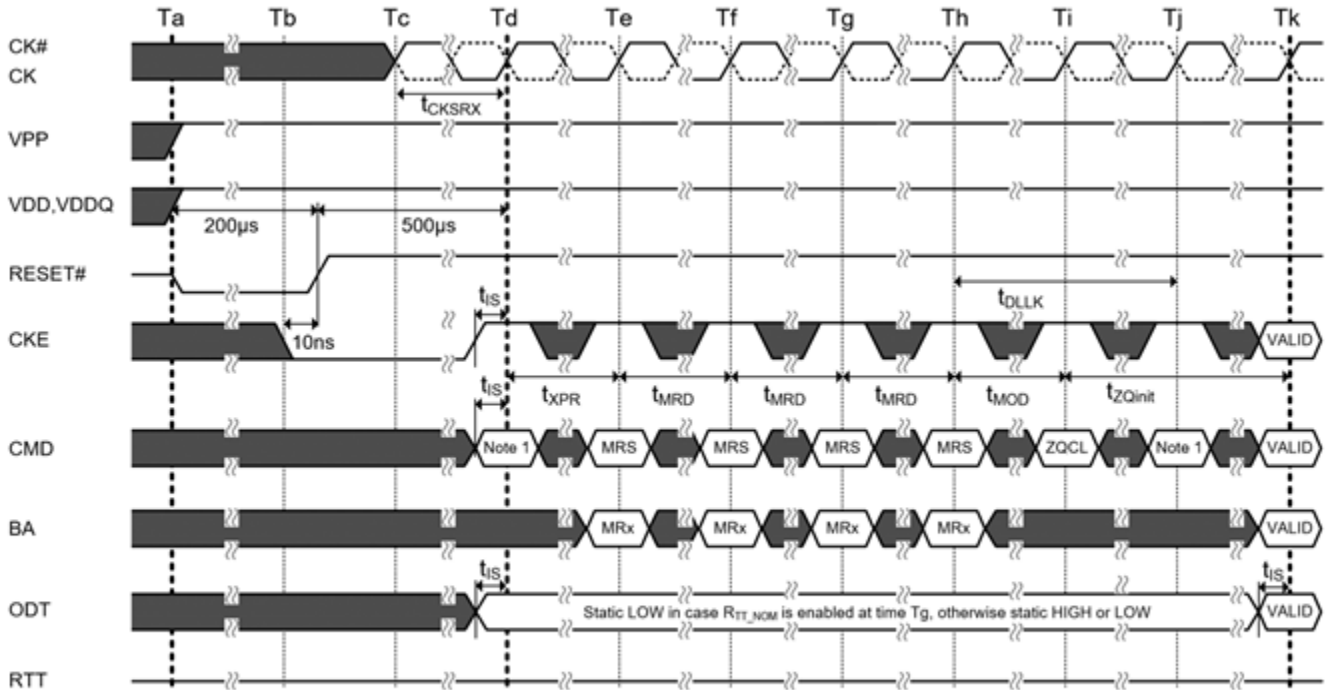 Ta Tb Tc Td Te Tf Tg Th Ti Tj Tk
CK#
CK
tCKSRX
VPP
VDD,VDDQ
200µs 500µs
RESET#
tIS tDLLK
CKE 10ns VALID
tIS tXPR tMRD tMRD tMRD tMOD tZQinit
CMD Note 1 MRS MRS MRS MRS ZQCL Note 1 VALID
BA MRx MRx MRx MRx VALID
tIS tIS
ODT Static LOW in case RTT_NOM is enabled at time Tg, otherwise static HIGH or LOW VALID
RTT